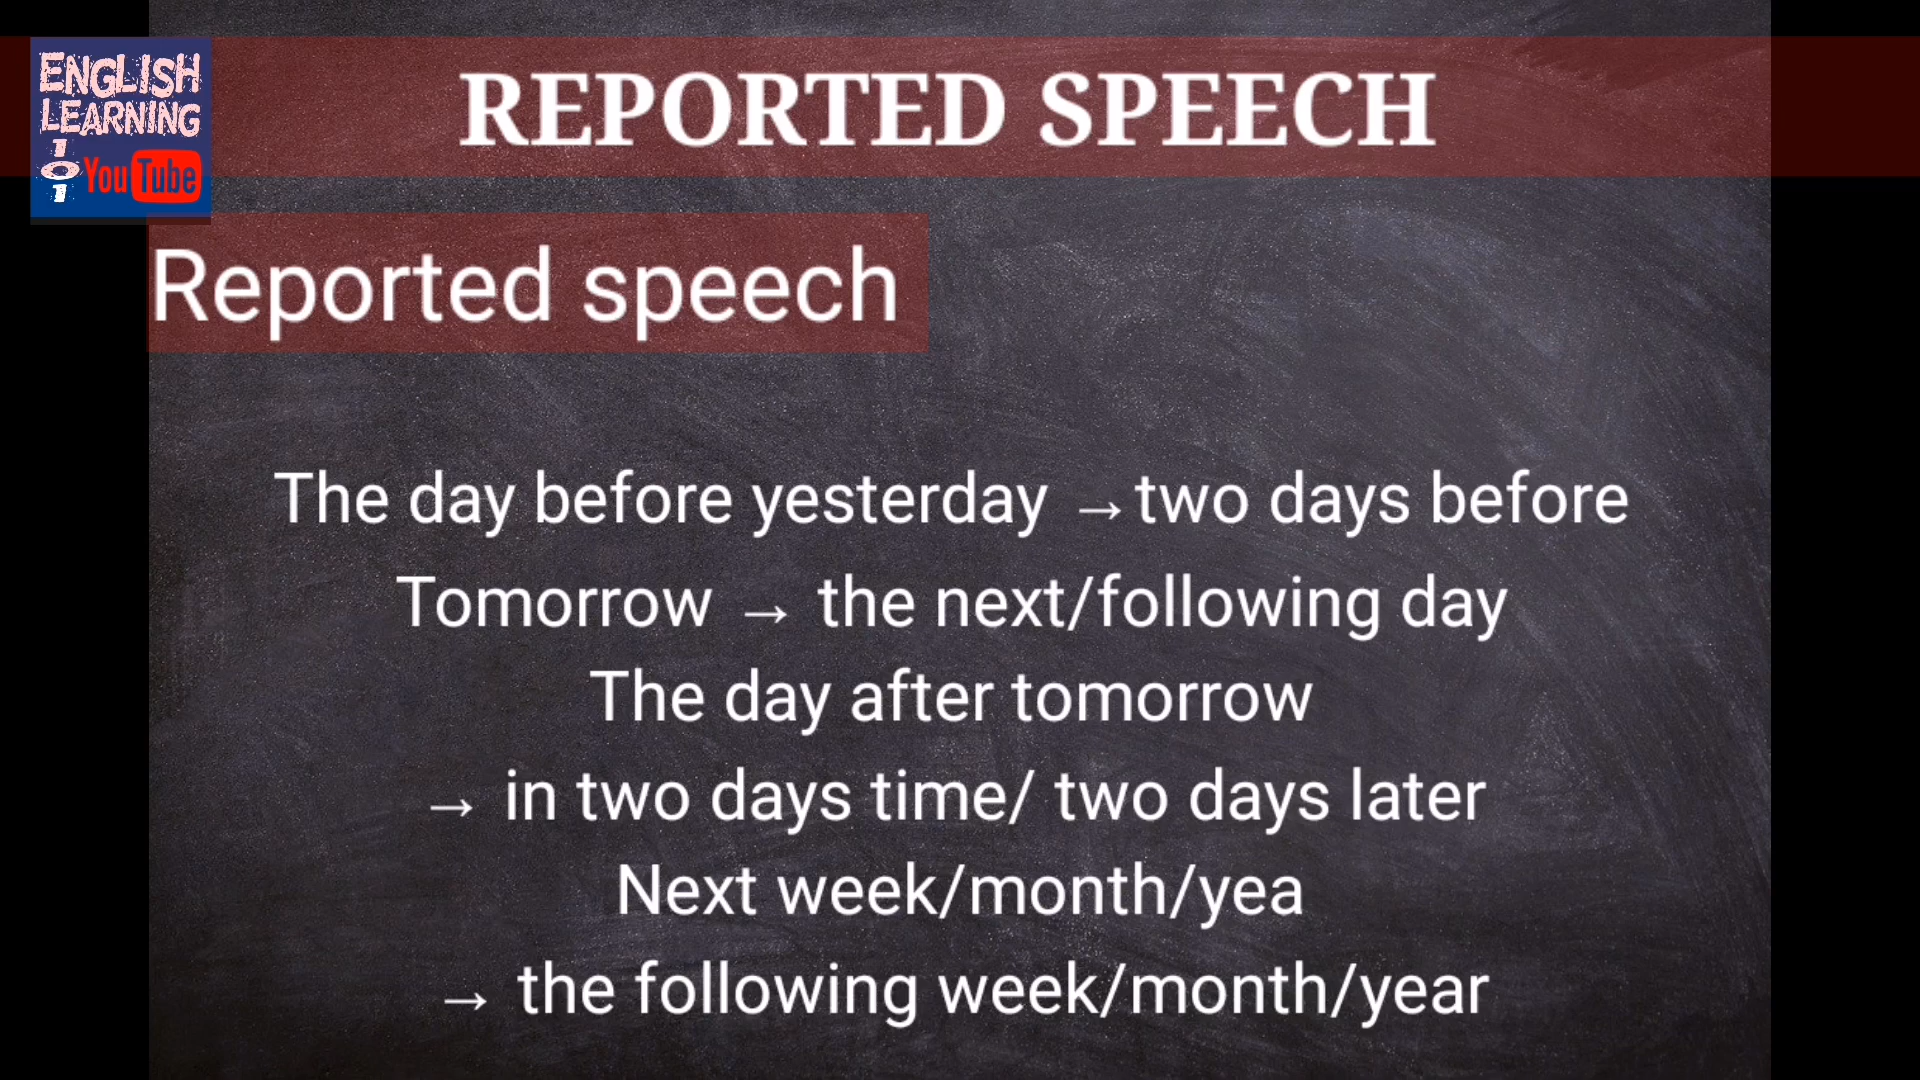 ENGLISH
LEARNING
101
YouTube
REPORTED SPEECH
Reported speech
The day before yesterday →two days before
Tomorrow → the next/following day
The day after tomorrow
→ in two days time/ two days later
Next week/month/yea
→ the following week/month/year